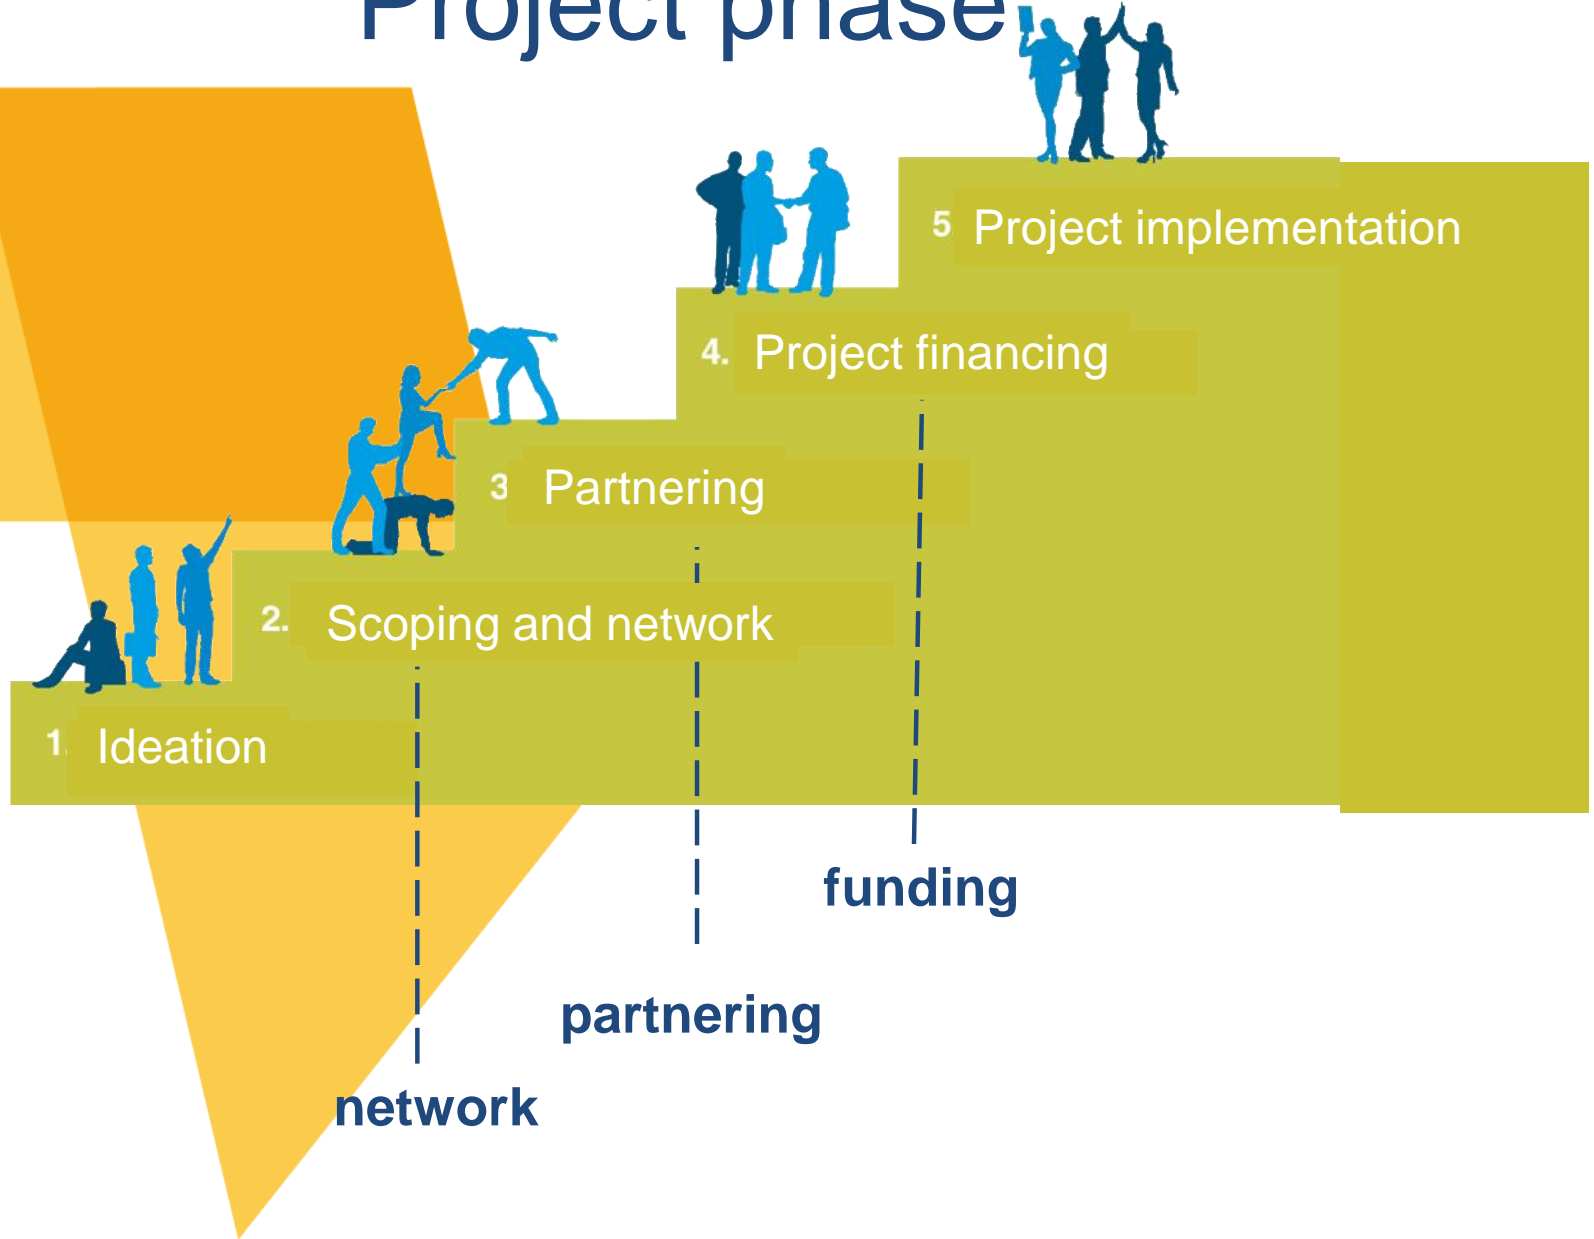 Project phase
5 Project implementation
4. Project financing
3 Partnering
2. Scoping and network
1. Ideation
funding
partnering
network